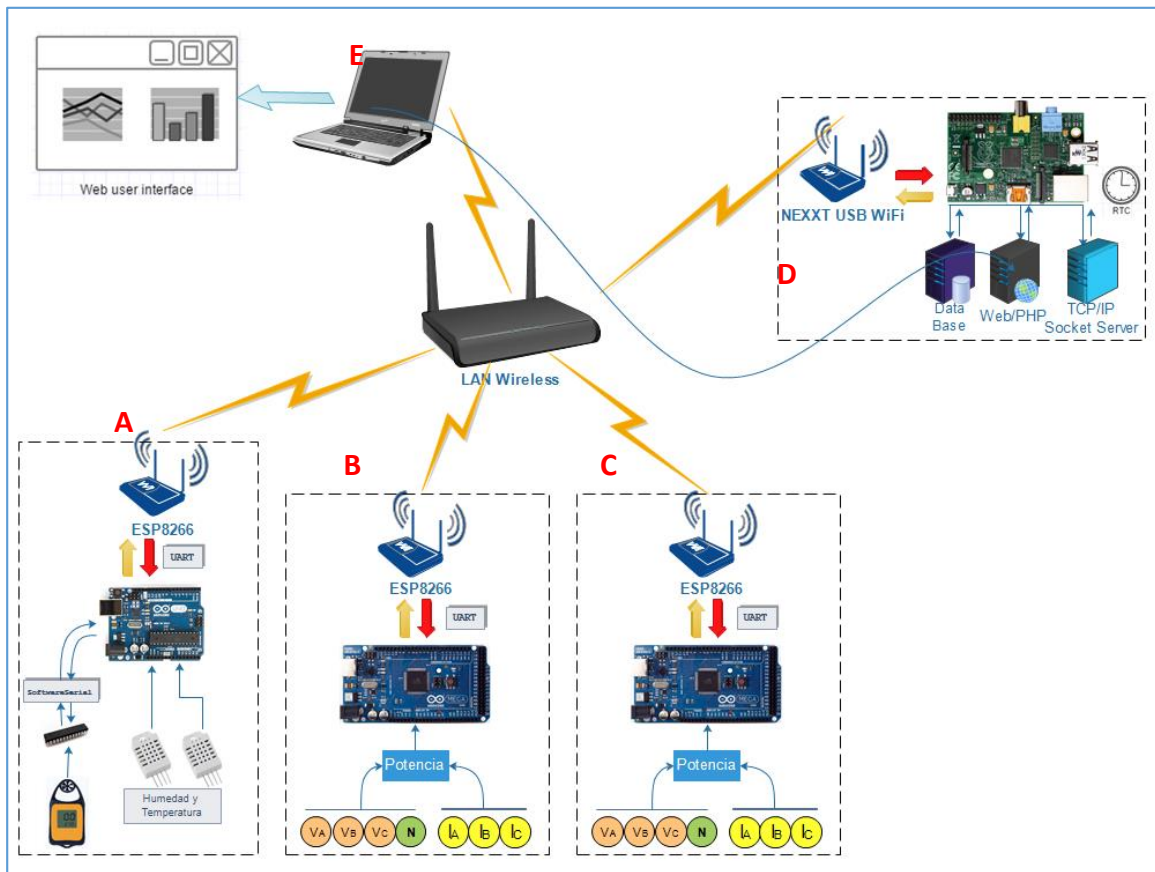 E
Web user interface
NEXXT USB WiFi
RTC
D
Data
Base
Web/PHP
TCP/IP
Socket Server
LAN Wireless
A
ESP8266
UART
SoftwareSerial
Humedad y
Temperatura
B
ESP8266
UART
MEGA
Potencia
VA VB VC N IA IB IC
C
ESP8266
UART
MEGA
Potencia
VA VB VC N IA IB IC